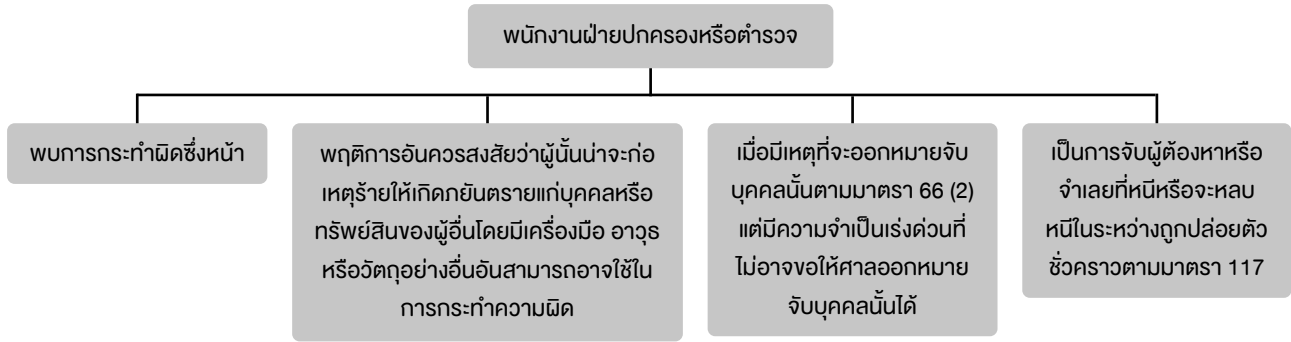 พนักงานฝ่ายปกครองหรือตำรวจ
พบการกระทำผิดซึ่งหน้า
พฤติการอันควรสงสัยว่าผู้นั้นน่าจะก่อ
เหตุร้ายให้เกิดภยันตรายแก่บุคคลหรือ
ทรัพย์สินของผู้อื่นโดยมีเครื่องมือ อาวุธ
หรือวัตถุอย่างอื่นอันสามารถอาจใช้ใน
การกระทำความผิด
เมื่อมีเหตุที่จะออกหมายจับ
บุคคลนั้นตามมาตรา 66 (2)
แต่มีความจำเป็นเร่งด่วนที่
ไม่อาจขอให้ศาลออกหมาย
จับบุคคลนั้นได้
เป็นการจับผู้ต้องหาหรือ
จำเลยที่หนีหรือจะหลบ
หนีในระหว่างถูกปล่อยตัว
ชั่วคราวตามมาตรา 117